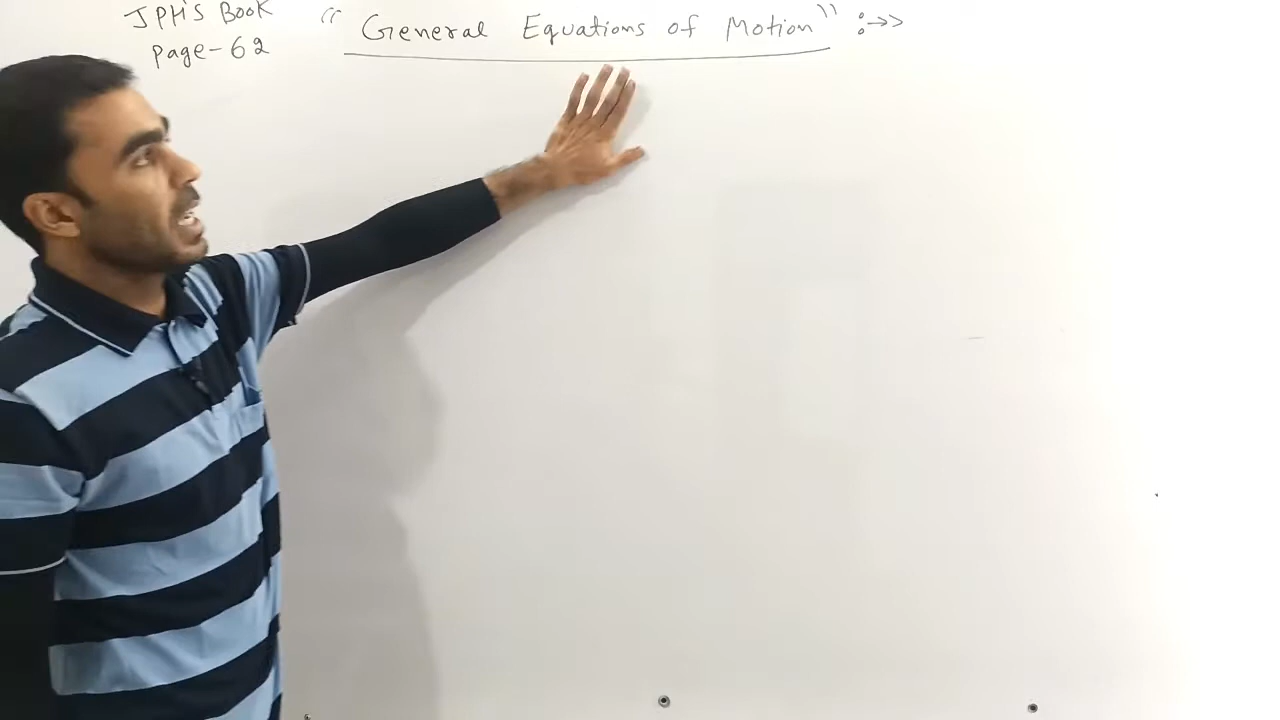 JPH'S Book
Page-62
“General Equations of Motion” :->>